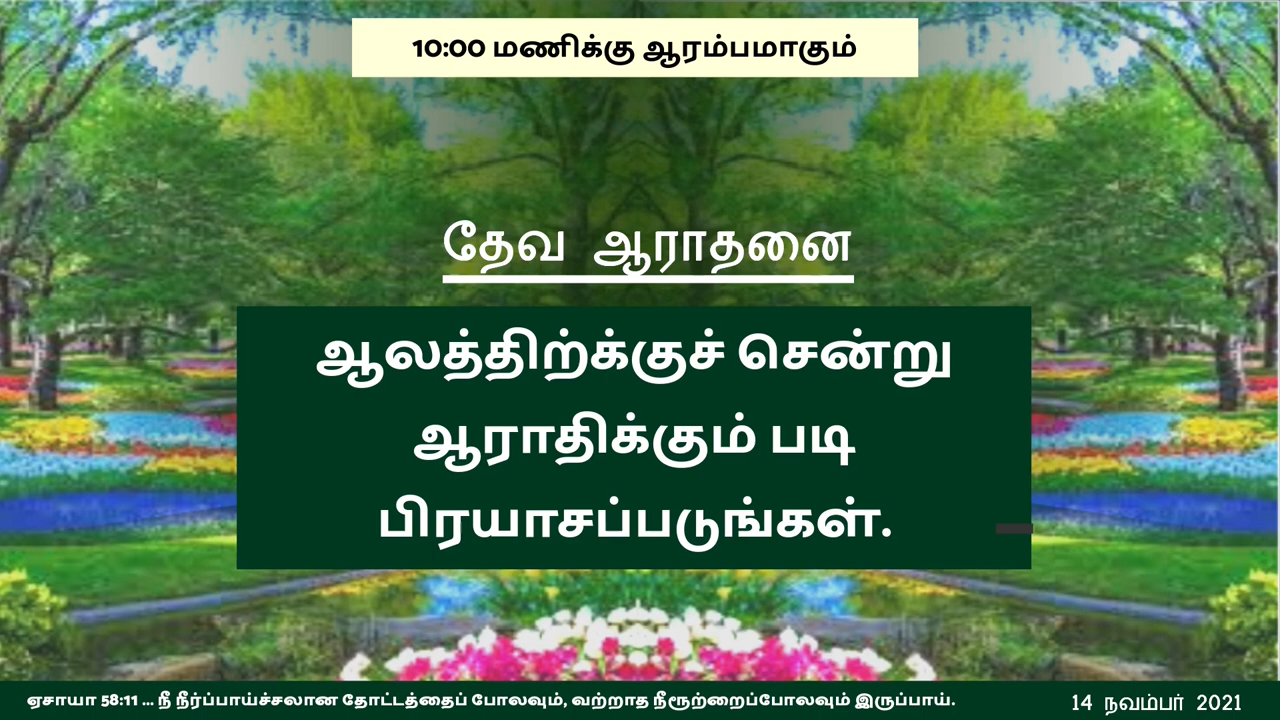 10:00 மணிக்கு ஆரம்பமாகும்
தேவ ஆராதனை
ஆலத்திற்க்குச் சென்று
ஆராதிக்கும் படி
பிரயாசப்படுங்கள்.
ஏசாயா 58:11 ... நீ நீர்ப்பாய்ச்சலான தோட்டத்தைப் போலவும், வற்றாத நீரூற்றைப்போலவும் இருப்பாய்.
14 நவம்பர் 2021